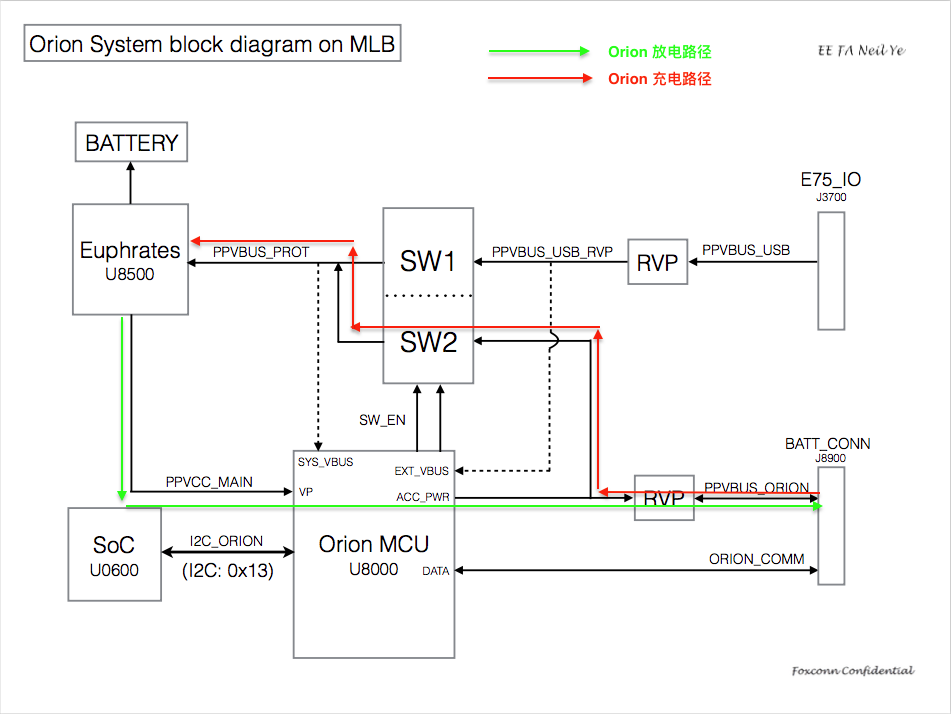 Orion System block diagram on MLB
Orion 放电路径
Orion 充电路径
EE TA Neil Ye
BATTERY
E75_IO
J3700
Euphrates
U8500
PPVBUS_PROT
SW1
PPVBUS_USB_RVP
RVP
PPVBUS_USB
SW2
SW_EN
SYS_VBUS
EXT_VBUS
BATT_CONN
J8900
PPVCC_MAIN
VP
ACC_PWR
RVP
PPVBUS_ORION
SoC
U0600
I2C_ORION
(I2C: 0x13)
Orion MCU
U8000
DATA
ORION_COMM
Foxconn Confidential